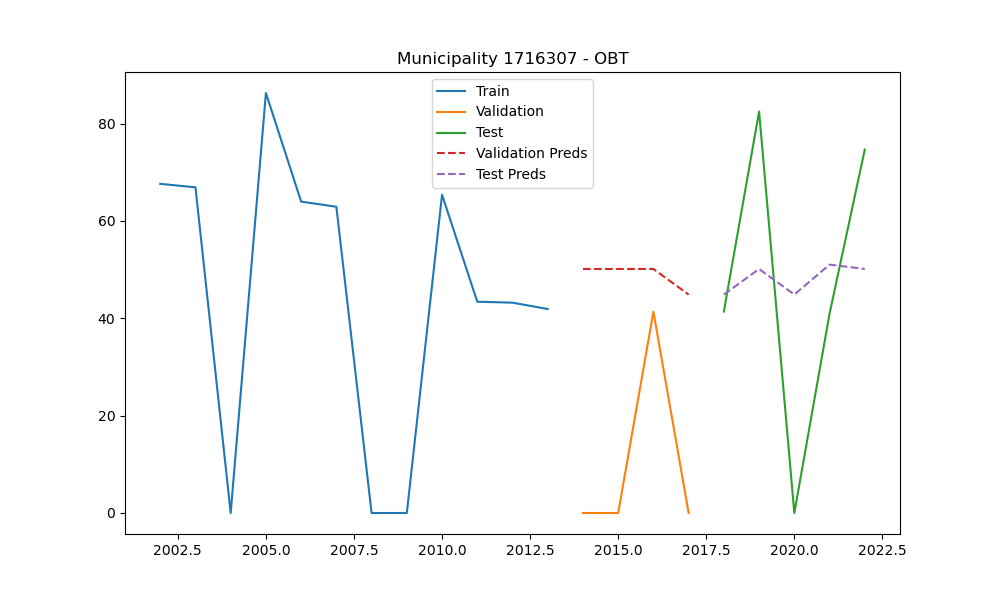 Municipality 1716307 - OBT
Train
Validation
Test
Validation Preds
Test Preds
80
60
40
20
0
2002.5 2005.0 2007.5 2010.0 2012.5 2015.0 2017.5 2020.0 2022.5